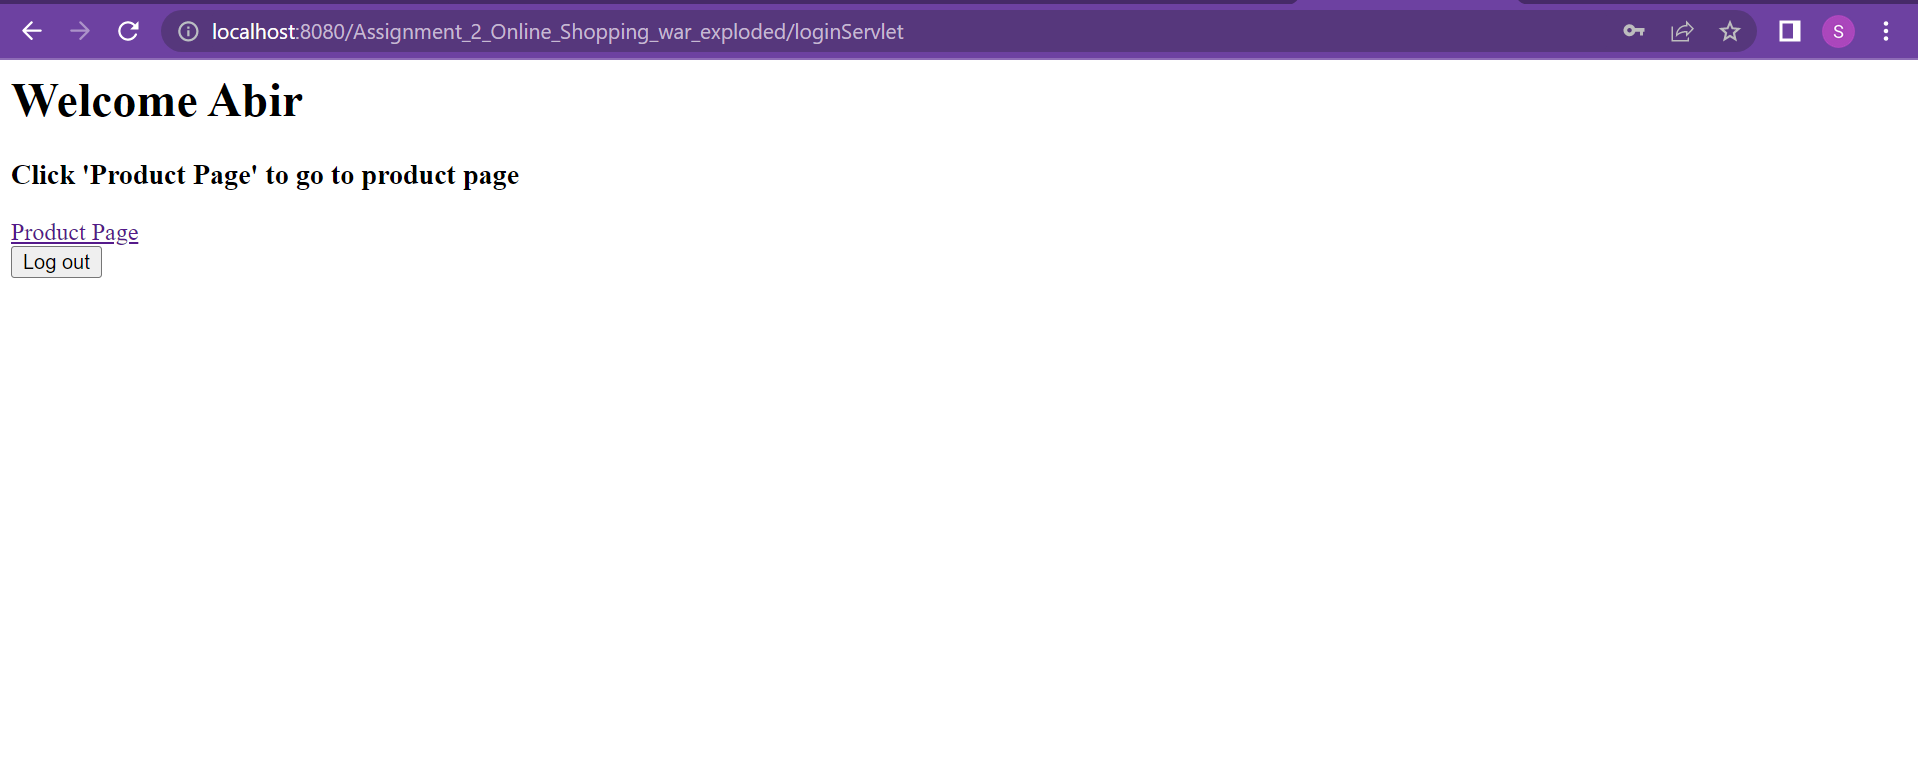 localhost:8080/Assignment_2_Online_Shopping_war_exploded/loginServlet
S
Welcome Abir
Click 'Product Page' to go to product page
Product Page
Log out